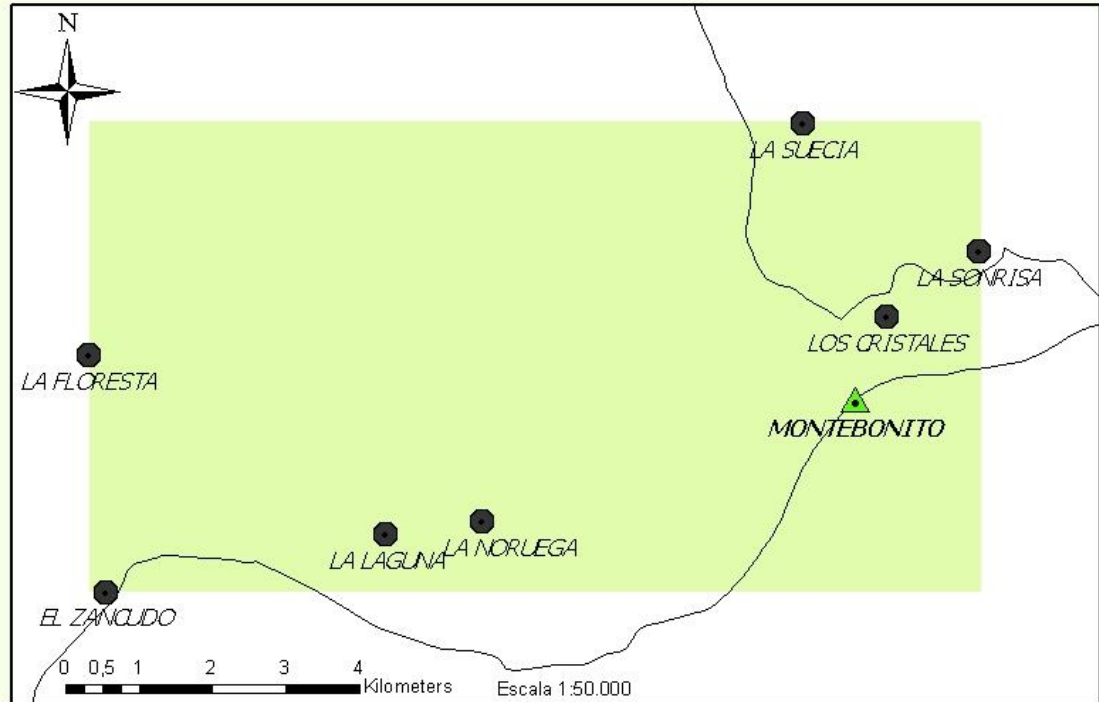 N
LA SUECIA
LA SONRISA
LOS CRISTALES
LA FLORESTA
MONTEBONITO
LA NORUEGA
LA LAGUNA
EL ZANCUDO
0 0,5 1 2 3 4
Kilometers Escala 1:50.000